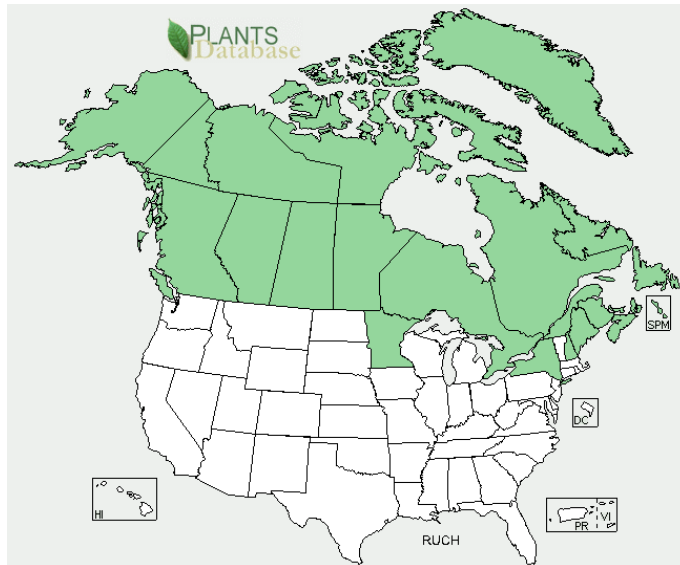 PLANTS
Database
SPM
DC
HI
PR
VI
RUCH